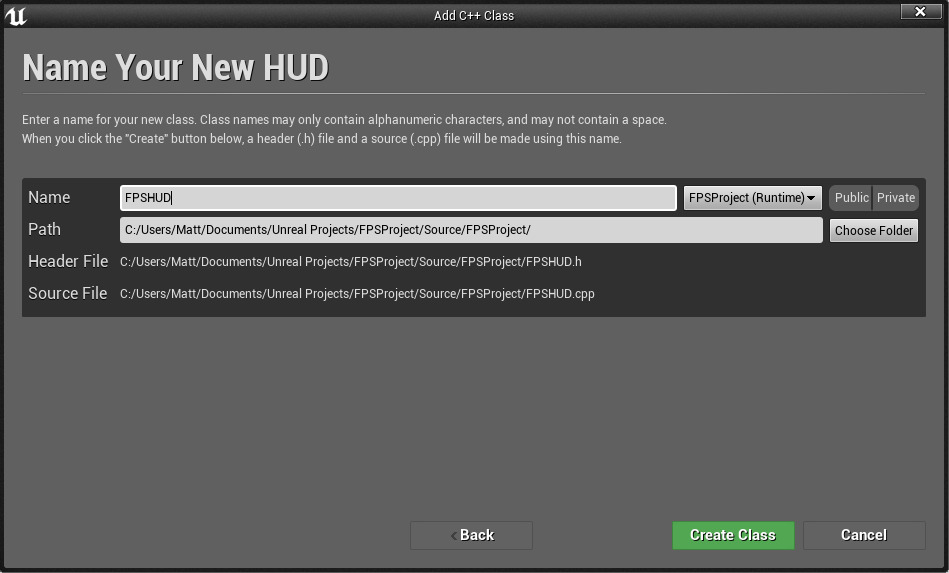 Add C++ Class
Name Your New HUD
Enter a name for your new class. Class names may only contain alphanumeric characters, and may not contain a space.
When you click the "Create" button below, a header (.h) file and a source (.cpp) file will be made using this name.
Name FPSHUD FPSProject (Runtime) Public Private
Path C:/Users/Matt/Documents/Unreal Projects/FPSProject/Source/FPSProject/ Choose Folder
Header File C:/Users/Matt/Documents/Unreal Projects/FPSProject/Source/FPSProject/FPSHUD.h
Source File C:/Users/Matt/Documents/Unreal Projects/FPSProject/Source/FPSProject/FPSHUD.cpp
Back Create Class Cancel